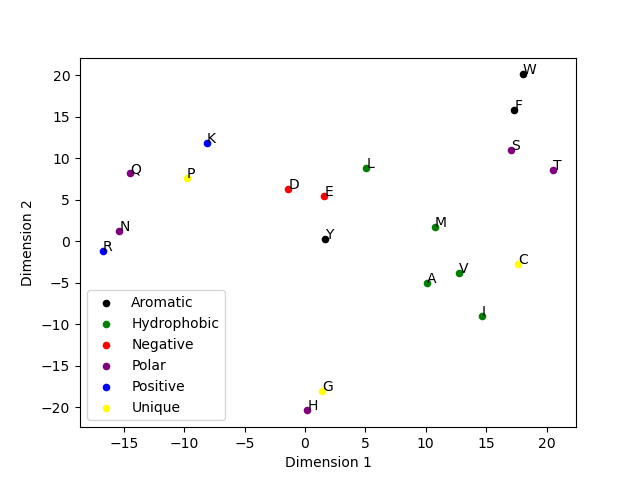 W
F
S
T
K
Q
P
L
D
E
M
N
Y
R
C
V
A
I
G
H
20
15
10
5
0
−5
−10
−15
−20
Dimension 2
Aromatic
Hydrophobic
Negative
Polar
Positive
Unique
−15 −10 −5 0 5 10 15 20
Dimension 1